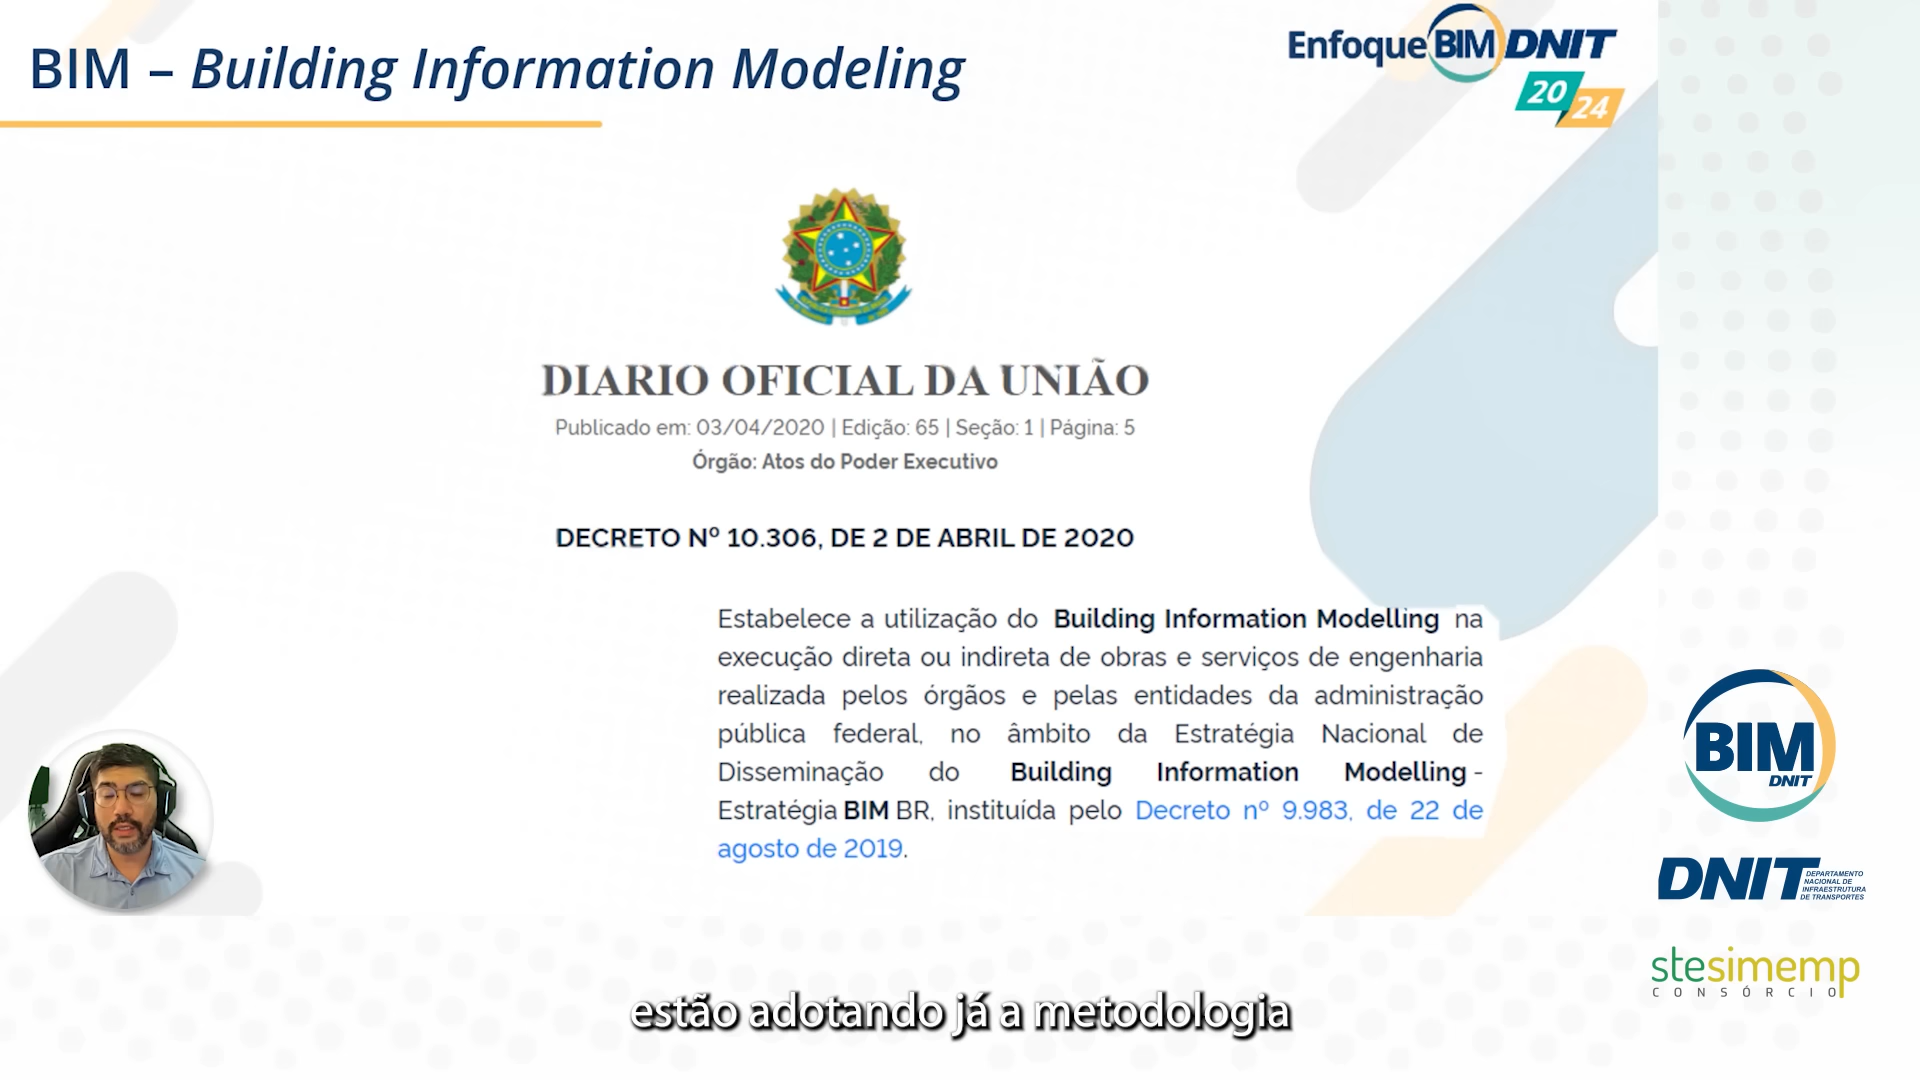 BIM – Building Information Modeling
Enfoque BIM DNIT
20 24
DIARIO OFICIAL DA UNIÃO
Publicado em: 03/04/2020 | Edição: 65 | Seção: 1 | Página: 5
Órgão: Atos do Poder Executivo
DECRETO Nº 10.306, DE 2 DE ABRIL DE 2020
Estabelece a utilização do Building Information Modelling na
execução direta ou indireta de obras e serviços de engenharia
realizada pelos órgãos e pelas entidades da administração
pública federal, no âmbito da Estratégia Nacional de
Disseminação do Building Information Modelling -
Estratégia BIM BR, instituída pelo Decreto nº 9.983, de 22 de
agosto de 2019.
BIM
DNIT
DNIT
DEPARTAMENTO
NACIONAL DE
INFRAESTRUTURA
DE TRANSPORTES
stesimemp
CONSÓRCIO
estão adotando já a metodologia